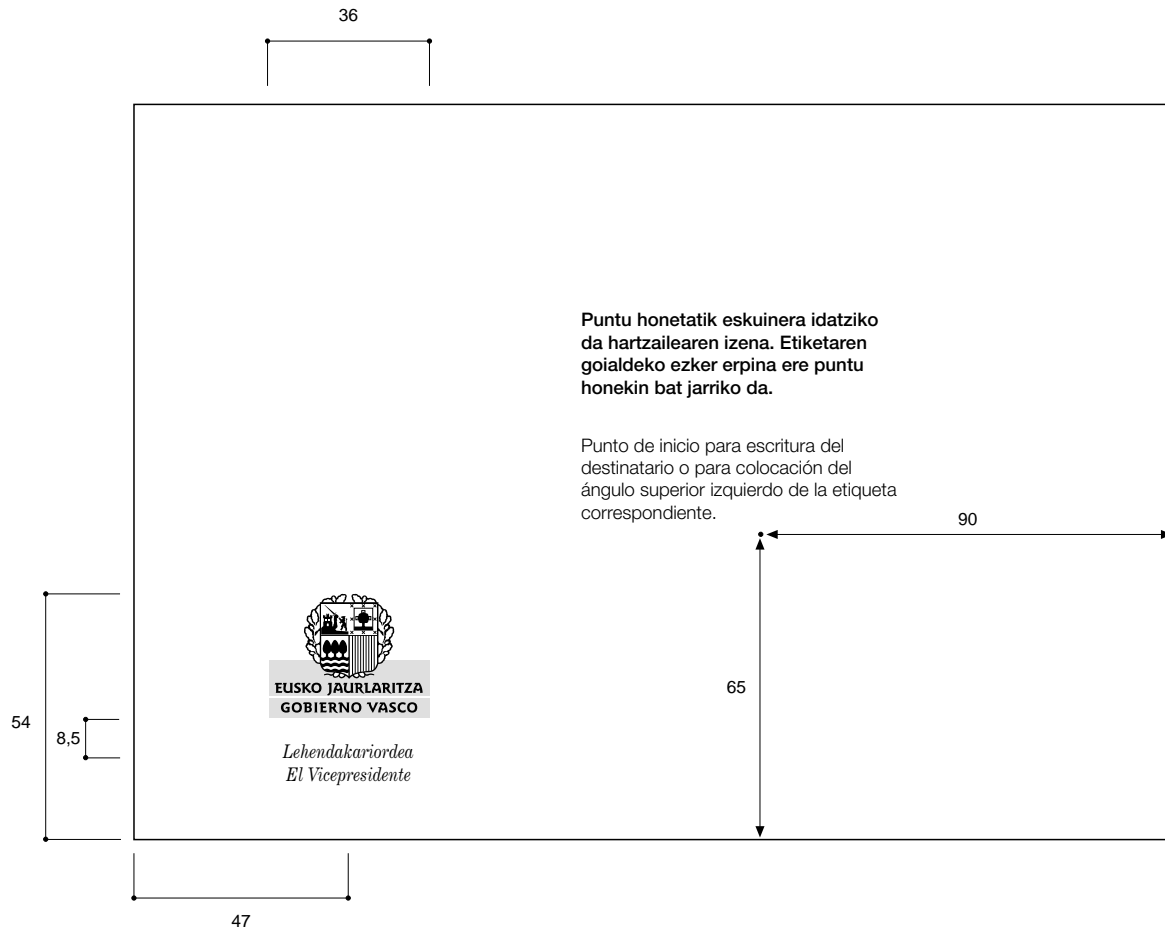 36
Puntu honetatik eskuinera idatziko
da hartzailearen izena. Etiketaren
goialdeko ezker erpina ere puntu
honekin bat jarriko da.
Punto de inicio para escritura del
destinatario o para colocación del
ángulo superior izquierdo de la etiqueta
correspondiente.
90
65
EUSKO JAURLARITZA
GOBIERNO VASCO
54
8,5
Lehendakariordea
El Vicepresidente
47